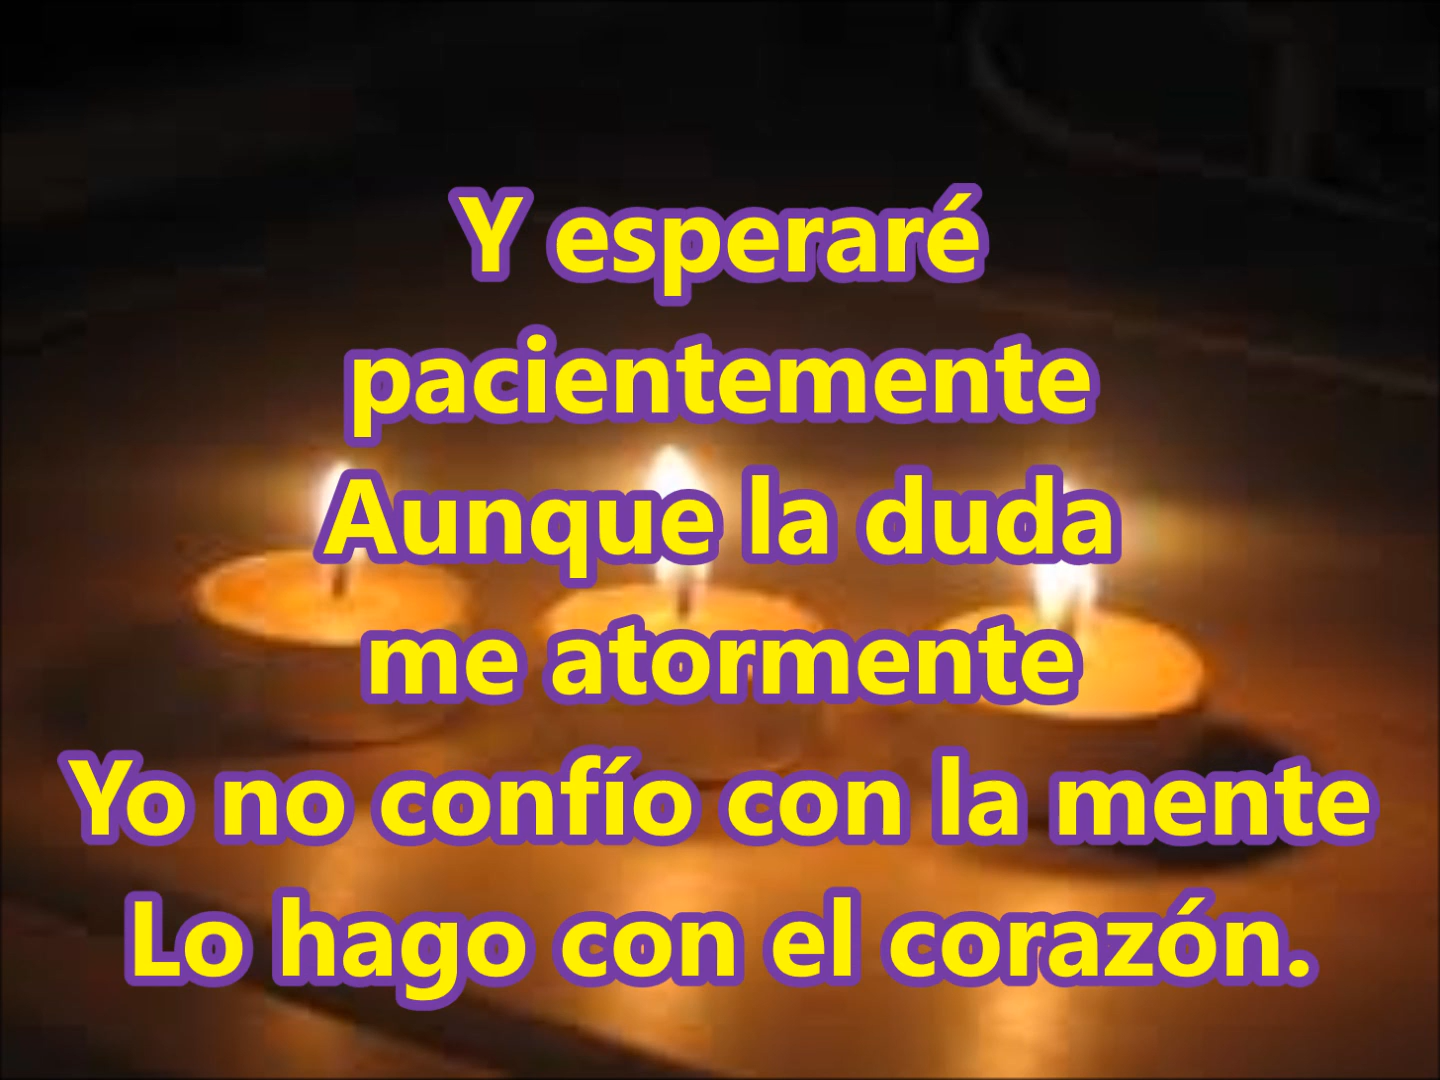 Y esperaré
pacientemente
Aunque la duda
me atormente
Yo no confío con la mente
Lo hago con el corazón.